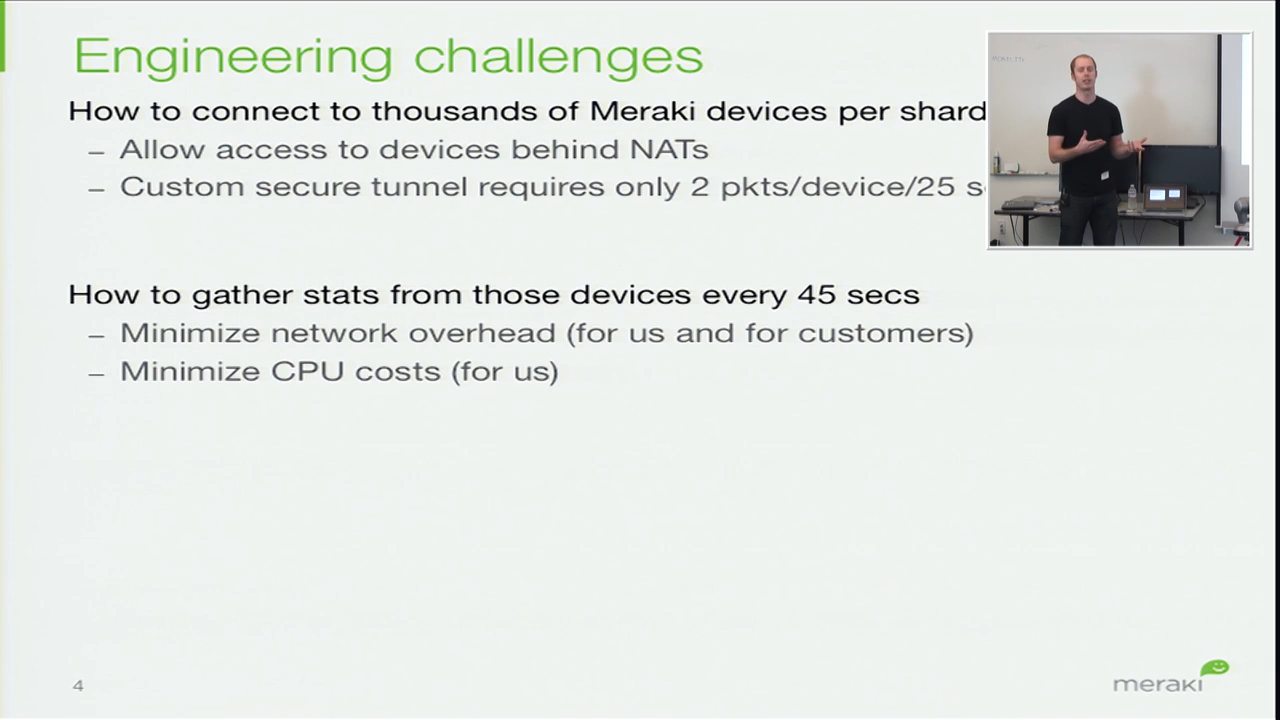 Engineering challenges
How to connect to thousands of Meraki devices per shard
– Allow access to devices behind NATs
– Custom secure tunnel requires only 2 pkts/device/25 s
How to gather stats from those devices every 45 secs
– Minimize network overhead (for us and for customers)
– Minimize CPU costs (for us)
4
meraki